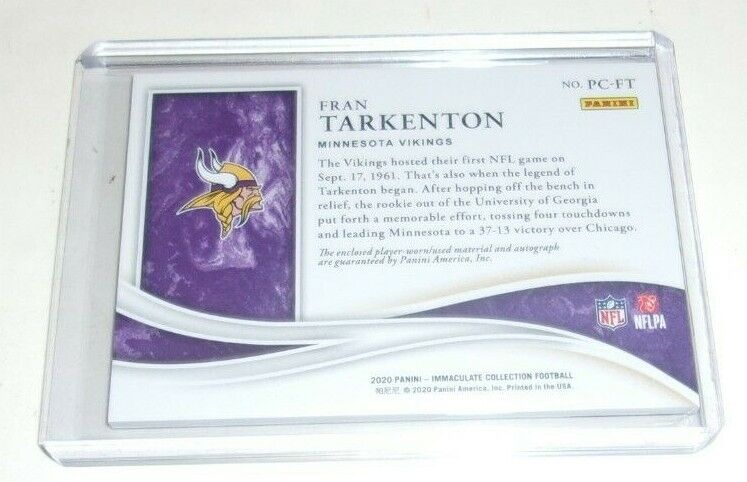 NO. PC-FT
PANINI
FRAN
TARKENTON
MINNESOTA VIKINGS
The Vikings hosted their first NFL game on
Sept. 17, 1961. That's also when the legend of
Tarkenton began. After hopping off the bench in
relief, the rookie out of the University of Georgia
put forth a memorable effort, tossing four touchdowns
and leading Minnesota to a 37-13 victory over Chicago.
The enclosed player-worn/used material and autograph
are guaranteed by Panini America, Inc.
NFL
NFLPA
2020 PANINI – IMMACULATE COLLECTION FOOTBALL
帕尼尼 © 2020 Panini America, Inc. Printed in the USA.